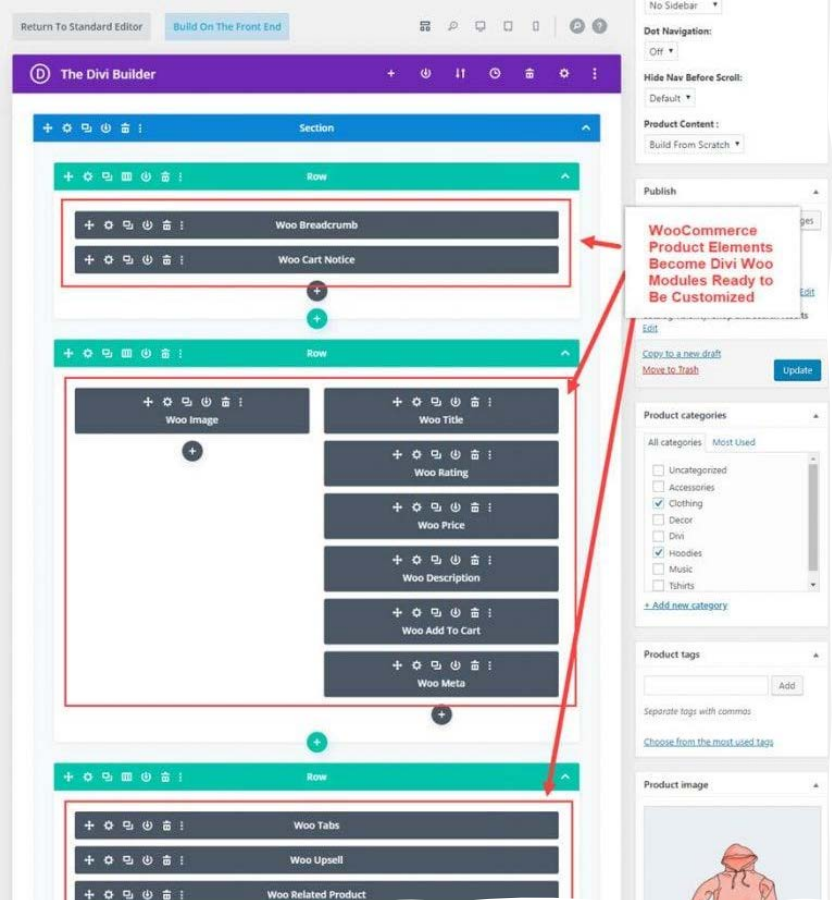 No Sidebar
Return To Standard Editor
Build On The Front End
Dot Navigation:
Off
The Divi Builder
Hide Nav Before Scroll:
Default
Section
Product Content :
Build From Scratch
Row
Publish
Woo Breadcrumb
Woo Cart Notice
WooCommerce
Product Elements
Become Divi Woo
Modules Ready to
Be Customized
ges
Edit
Edit
Row
Copy to a new draft
Move to Trash
Update
Woo Image
Woo Title
Woo Rating
Woo Price
Woo Description
Woo Add To Cart
Woo Meta
Product categories
All categories
Most Used
Uncategorized
Accessories
Clothing
Decor
Divi
Hoodies
Music
Tshirts
+ Add new category
Product tags
Add
Separate tags with commas
Choose from the most used tags
Row
Product image
Woo Tabs
Woo Upsell
Woo Related Product